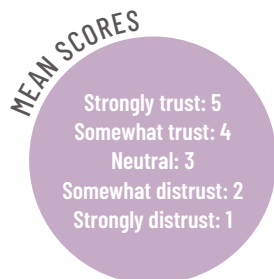 MEAN SCORES
Strongly trust: 5
Somewhat trust: 4
Neutral: 3
Somewhat distrust: 2
Strongly distrust: 1